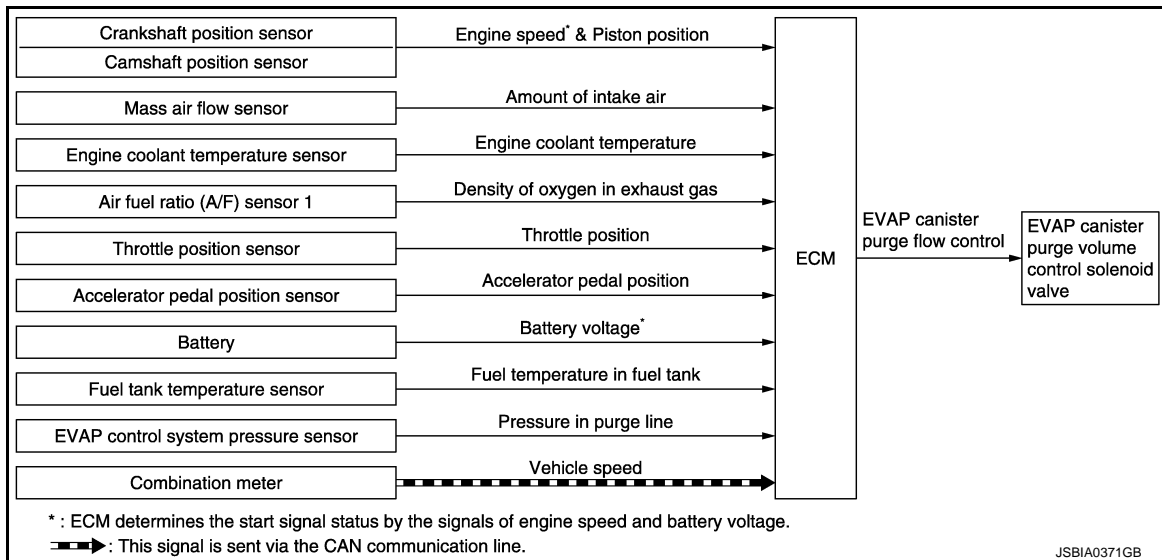 Crankshaft position sensor
Camshaft position sensor
Engine speed* & Piston position
Mass air flow sensor
Amount of intake air
Engine coolant temperature sensor
Engine coolant temperature
Air fuel ratio (A/F) sensor 1
Density of oxygen in exhaust gas
Throttle position sensor
Throttle position
Accelerator pedal position sensor
Accelerator pedal position
Battery
Battery voltage*
Fuel tank temperature sensor
Fuel temperature in fuel tank
EVAP control system pressure sensor
Pressure in purge line
Combination meter
Vehicle speed
ECM
EVAP canister
purge flow control
EVAP canister
purge volume
control solenoid
valve
* : ECM determines the start signal status by the signals of engine speed and battery voltage.
: This signal is sent via the CAN communication line.
JSBIA0371GB